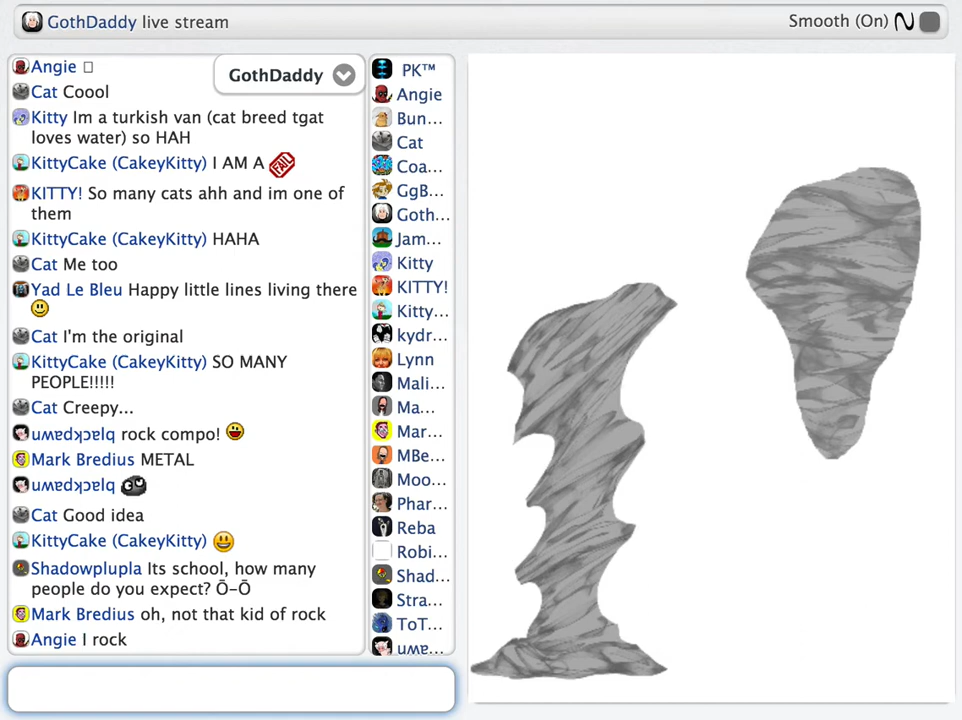 GothDaddy live stream
Smooth (On)
GothDaddy
Angie
Cat Coool
Kitty Im a turkish van (cat breed tgat
loves water) so HAH
KittyCake (CakeyKitty) I AM A FAIL
KITTY! So many cats ahh and im one of
them
KittyCake (CakeyKitty) HAHA
Cat Me too
Yad Le Bleu Happy little lines living there
Cat I'm the original
KittyCake (CakeyKitty) SO MANY
PEOPLE!!!!!
Cat Creepy...
uʍɐdʞɔɐlq rock compo!
Mark Bredius METAL
uʍɐdʞɔɐlq
Cat Good idea
KittyCake (CakeyKitty)
Shadowplupla Its school, how many
people do you expect? Ō-Ō
Mark Bredius oh, not that kid of rock
Angie I rock
PK™
Angie
Bun...
Cat
Coa...
GgB...
Goth...
Jam...
Kitty
KITTY!
Kitty...
kydr...
Lynn
Mali...
Ma...
Mar...
MBe...
Moo...
Phar...
Reba
Robi...
Shad...
Stra...
ToT...
uʍɐ...